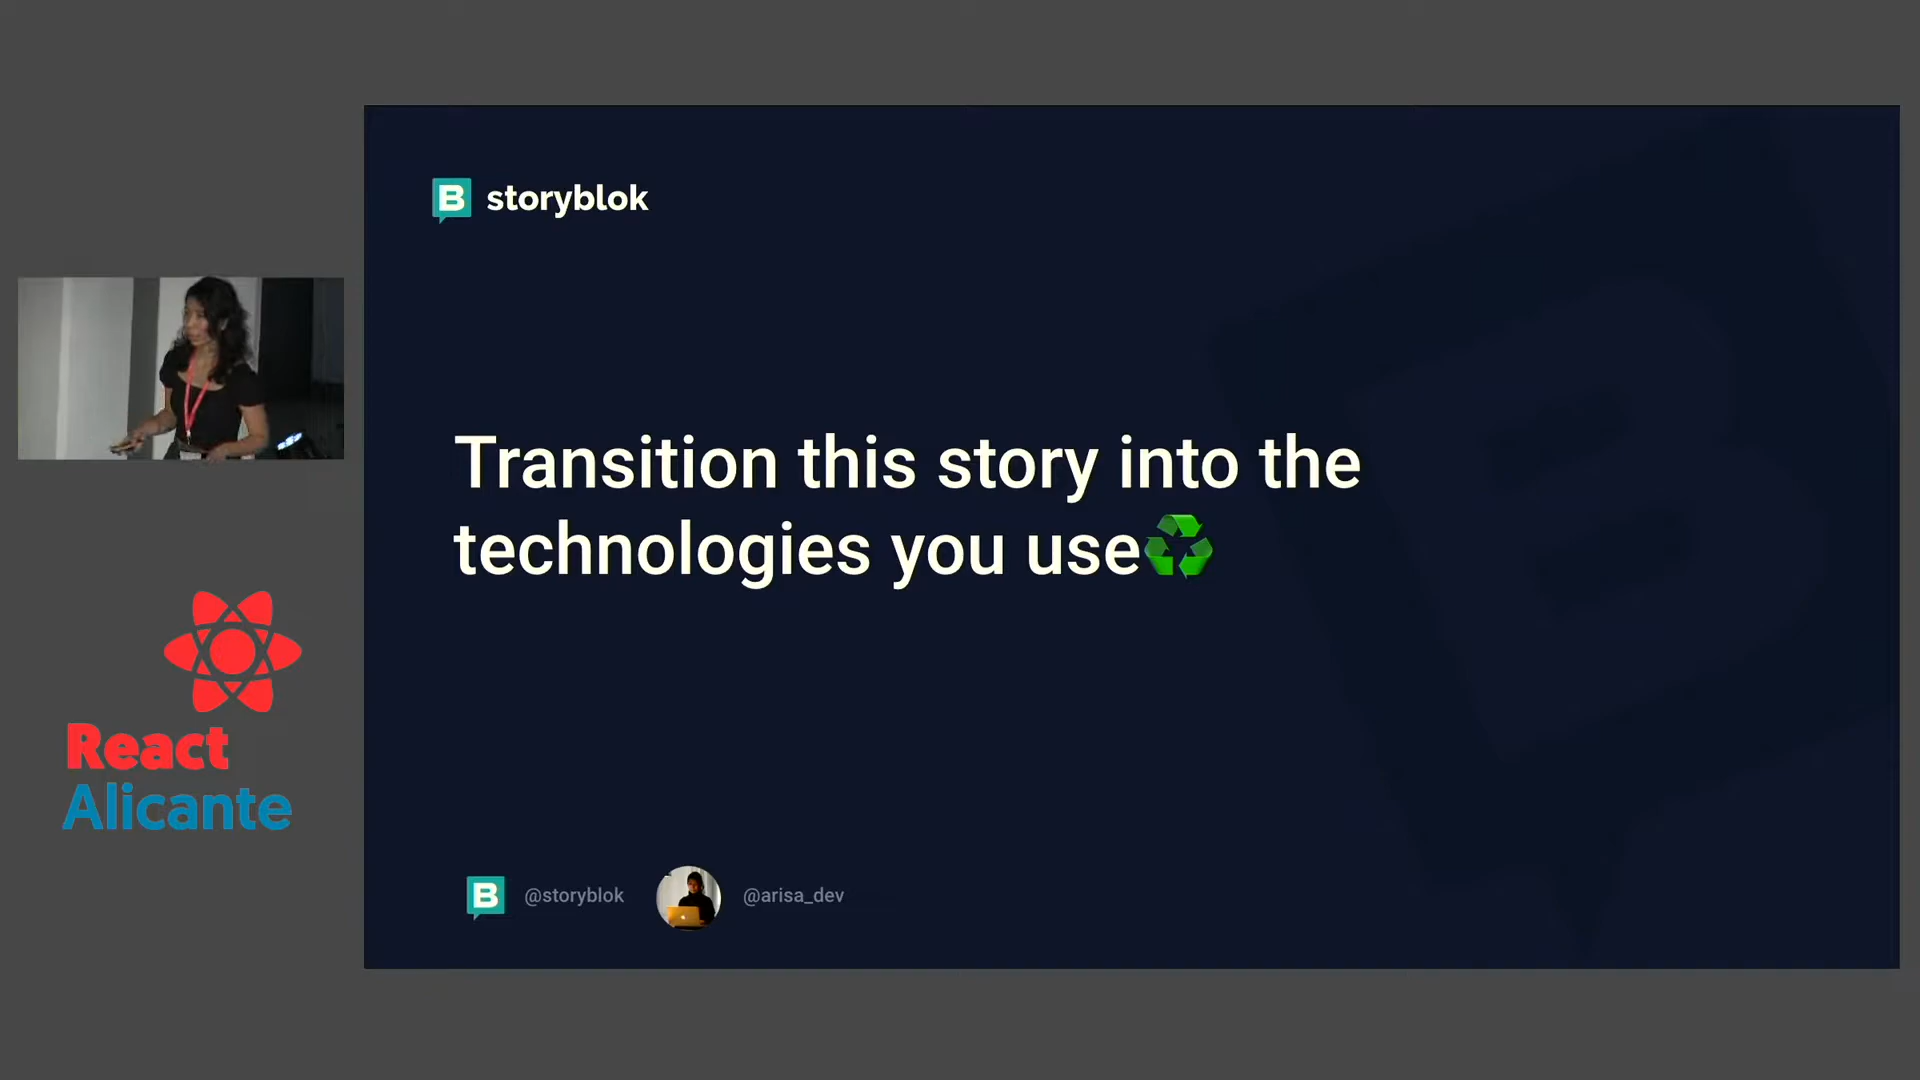 B storyblok
Transition this story into the
technologies you use♻
React
Alicante
B @storyblok @arisa_dev